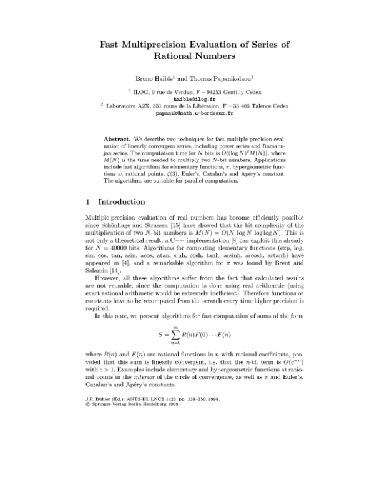 Fast Multiprecision Evaluation of Series of
Rational Numbers
Bruno Haible¹ and Thomas Papanikolaou²
¹ ILOG, 9 rue de Verdun, F – 94253 Gentilly Cedex
haible@ilog.fr
² Laboratoire A2X, 351 cours de la Libération, F – 33405 Talence Cedex
papanik@math.u-bordeaux.fr
Abstract. We describe two techniques for fast multiple precision eval-
uation of linearly convergent series, including power series and Ramanu-
jan series. The computation time for N bits is O((log N)²M(N)), where
M(N) is the time needed to multiply two N-bit numbers. Applications
include fast algorithms for elementary functions, π, hypergeometric func-
tions at rational points, ζ(3), Euler's, Catalan's and Apéry's constant.
The algorithms are suitable for parallel computation.
1 Introduction
Multiple precision evaluation of real numbers has become efficiently possible
since Schönhage and Strassen [15] have showed that the bit complexity of the
multiplication of two N-bit numbers is M(N) = O(N log N log log N). This is
not only a theoretical result; a C++ implementation [8] can exploit this already
for N = 40000 bits. Algorithms for computing elementary functions (exp, log,
sin, cos, tan, asin, acos, atan, sinh, cosh, tanh, arsinh, arcosh, artanh) have
appeared in [4], and a remarkable algorithm for π was found by Brent and
Salamin [14].
However, all these algorithms suffer from the fact that calculated results
are not reusable, since the computation is done using real arithmetic (using
exact rational arithmetic would be extremely inefficient). Therefore functions or
constants have to be recomputed from the scratch every time higher precision is
required.
In this note, we present algorithms for fast computation of sums of the form
S = ∞∑n=0 R(n)F(0) · · · F(n)
where R(n) and F(n) are rational functions in n with rational coefficients, pro-
vided that this sum is linearly convergent, i.e. that the n-th term is O(c⁻ⁿ)
with c > 1. Examples include elementary and hypergeometric functions at ratio-
nal points in the interior of the circle of convergence, as well as π and Euler's,
Catalan's and Apéry's constants.
J.P. Buhler (Ed.): ANTS-III, LNCS 1423, pp. 338–350, 1998.
© Springer-Verlag Berlin Heidelberg 1998